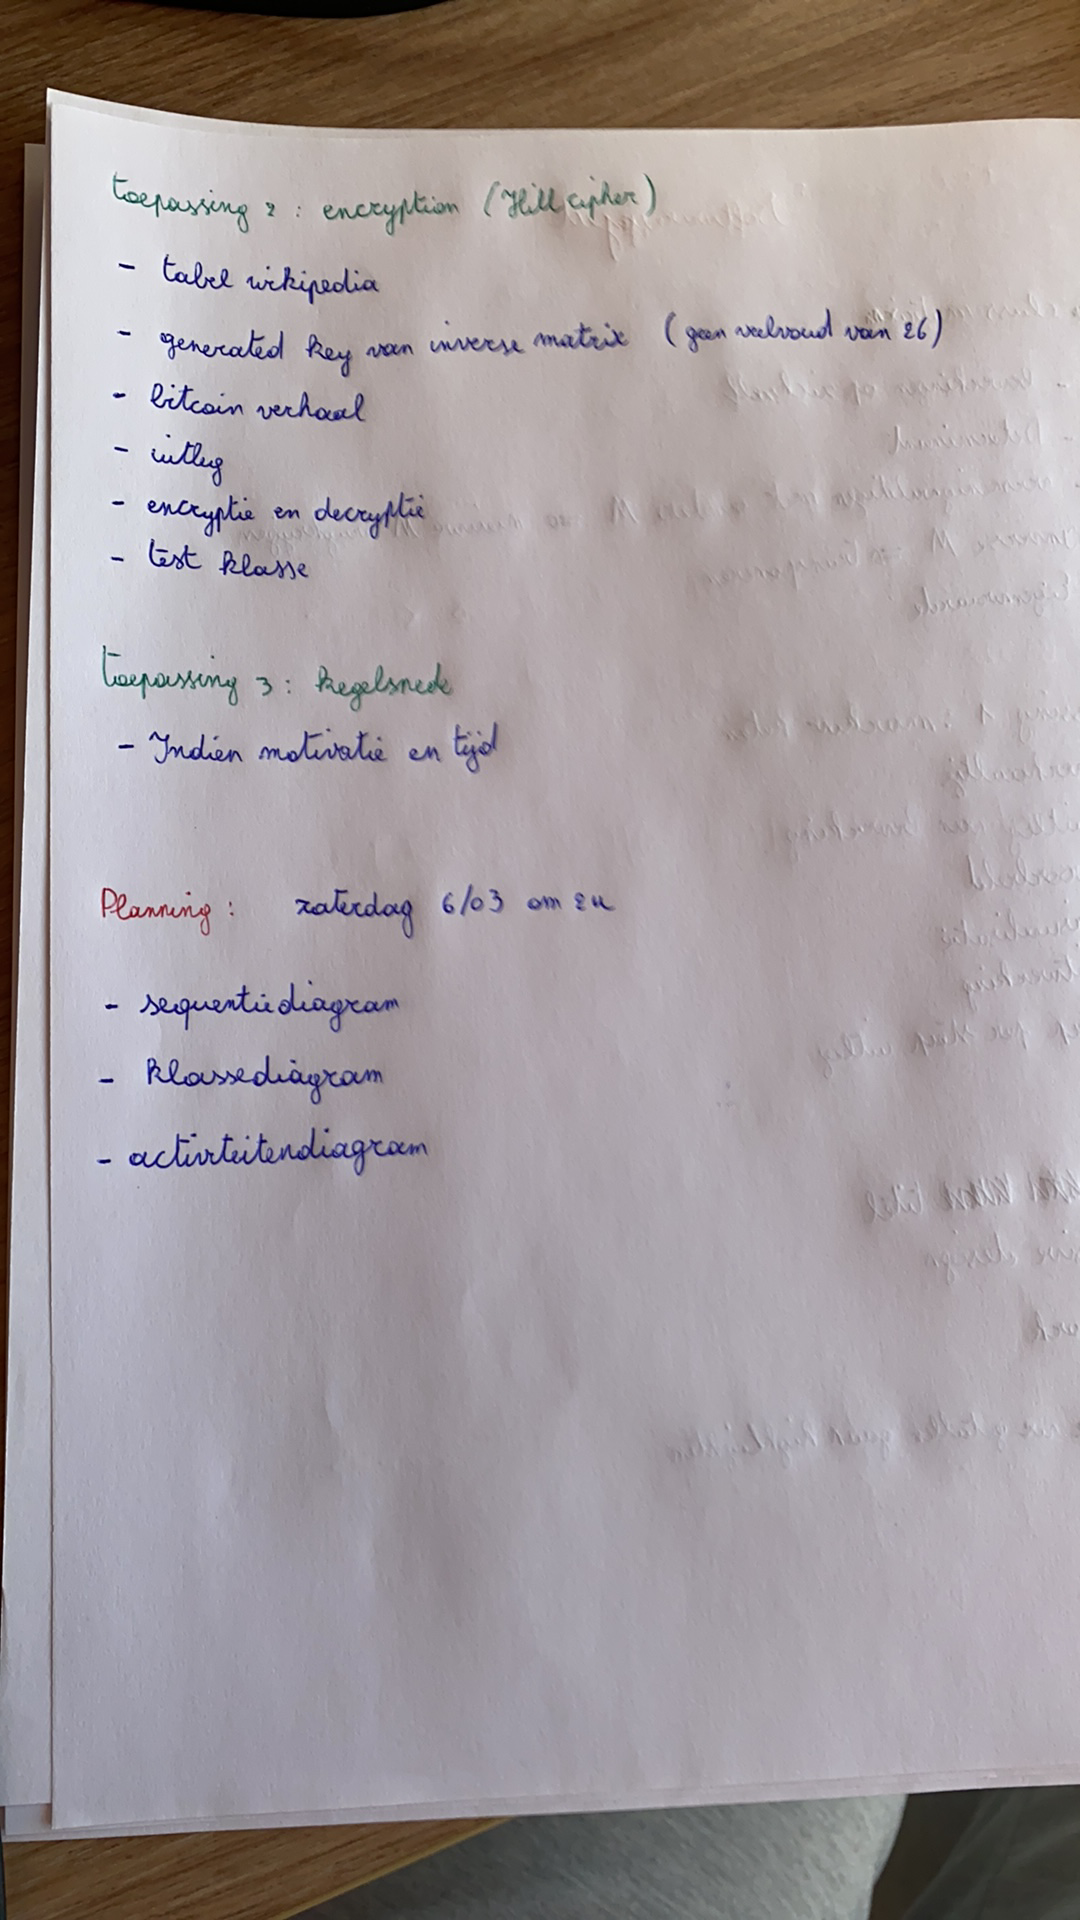 toepassing 2 : encryption (Hill cipher)
- tabel wikipedia
- generated key van inverse matrix (geen veelvoud van 26)
- bitcoin verhaal
- uitleg
- encryptie en decryptie
- test klasse
toepassing 3 : kegelsnede
- Indien motivatie en tijd
Planning : zaterdag 6/03 om 2u
- sequentiediagram
- klassediagram
- activiteitendiagram